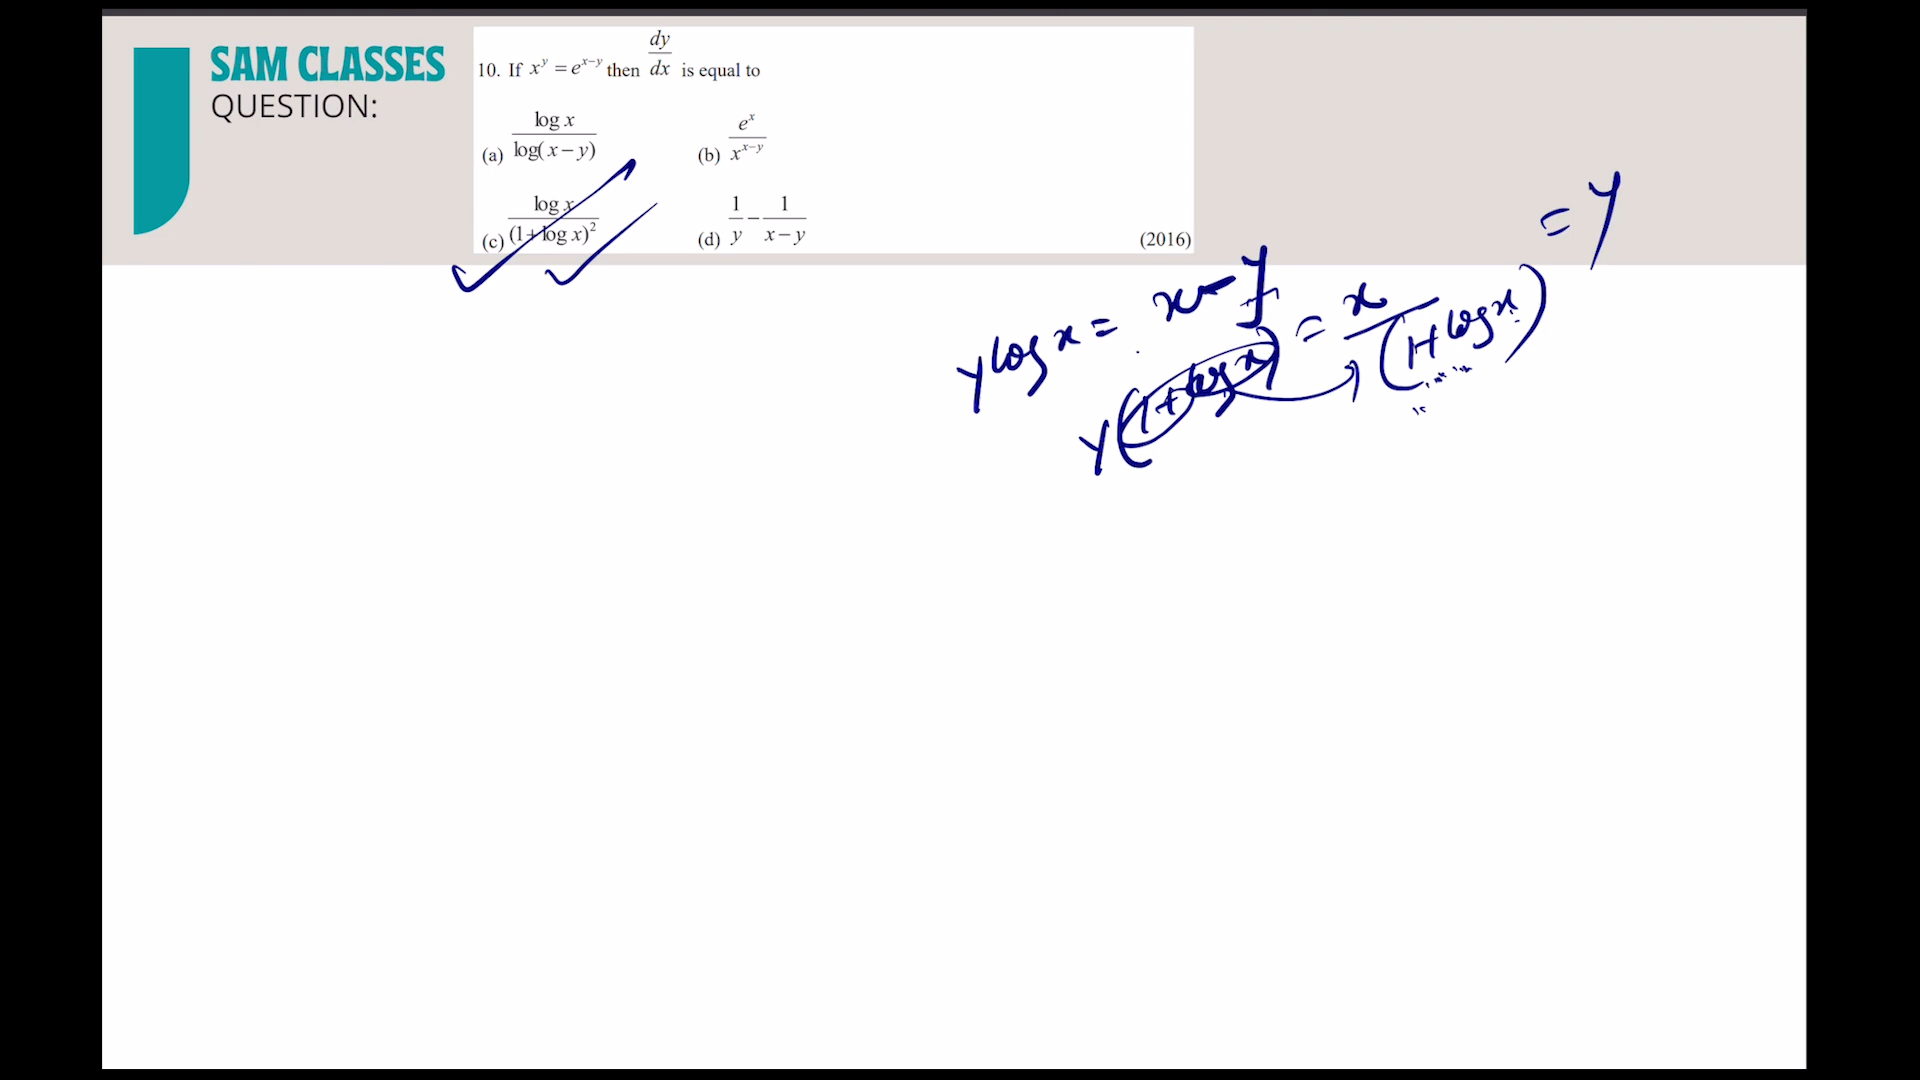 SAM CLASSES
QUESTION:
10. If x^y = e^{x-y} then dy/dx is equal to
(a) log x / log(x − y)
(b) e^x / x^{x-y}
(c) log x / (1 + log x)^2
(d) 1/y − 1/(x − y)
(2016)
y log x = x − y
y(1 + log x) = x / (1 + log x) = y